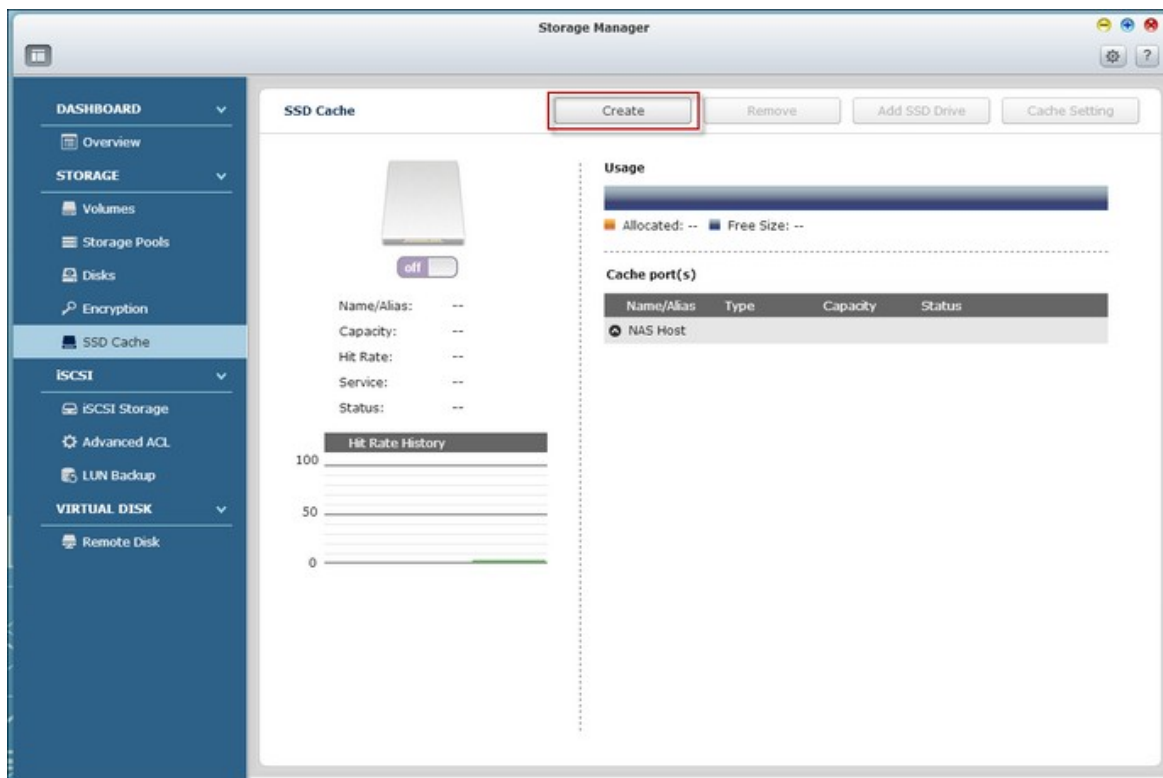 Storage Manager
?
DASHBOARD
Overview
STORAGE
Volumes
Storage Pools
Disks
Encryption
SSD Cache
iSCSI
iSCSI Storage
Advanced ACL
LUN Backup
VIRTUAL DISK
Remote Disk
SSD Cache Create Remove Add SSD Drive Cache Setting
off
Name/Alias: --
Capacity: --
Hit Rate: --
Service: --
Status: --
Hit Rate History
100
50
0
Usage
Allocated: -- Free Size: --
Cache port(s)
Name/Alias Type Capacity Status
NAS Host